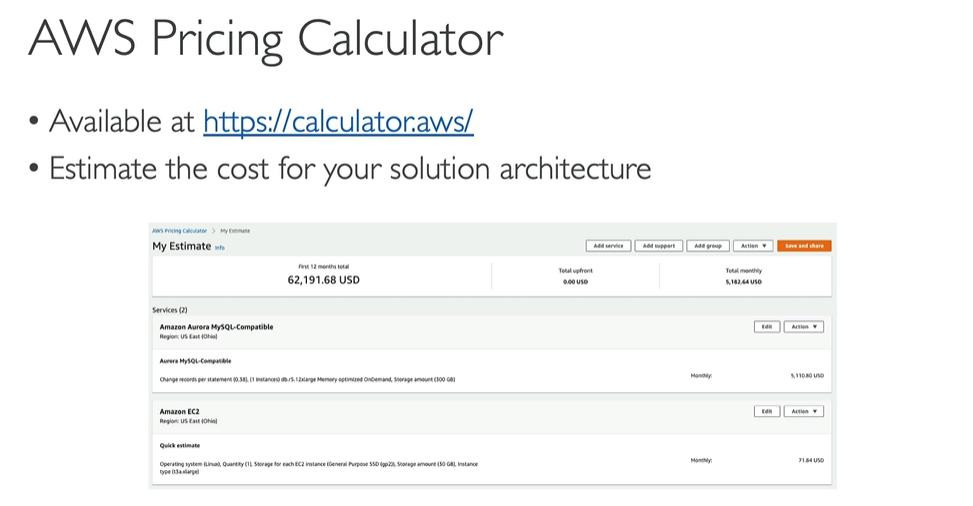 AWS Pricing Calculator
• Available at https://calculator.aws/
• Estimate the cost for your solution architecture
AWS Pricing Calculator > My Estimate
My Estimate Info
Add service Add support Add group Action ▼ Save and share
First 12 months total
62,191.68 USD
Total upfront
0.00 USD
Total monthly
5,182.64 USD
Services (2)
Amazon Aurora MySQL-Compatible
Edit Action ▼
Region: US East (Ohio)
Aurora MySQL-Compatible
Change records per statement (0.38), (1 Instances) db.r5.12xlarge Memory optimized OnDemand, Storage amount (300 GB)
Monthly: 5,110.80 USD
Amazon EC2
Edit Action ▼
Region: US East (Ohio)
Quick estimate
Operating system (Linux), Quantity (1), Storage for each EC2 instance (General Purpose SSD (gp2)), Storage amount (30 GB), Instance
type (t3a.xlarge)
Monthly: 71.84 USD